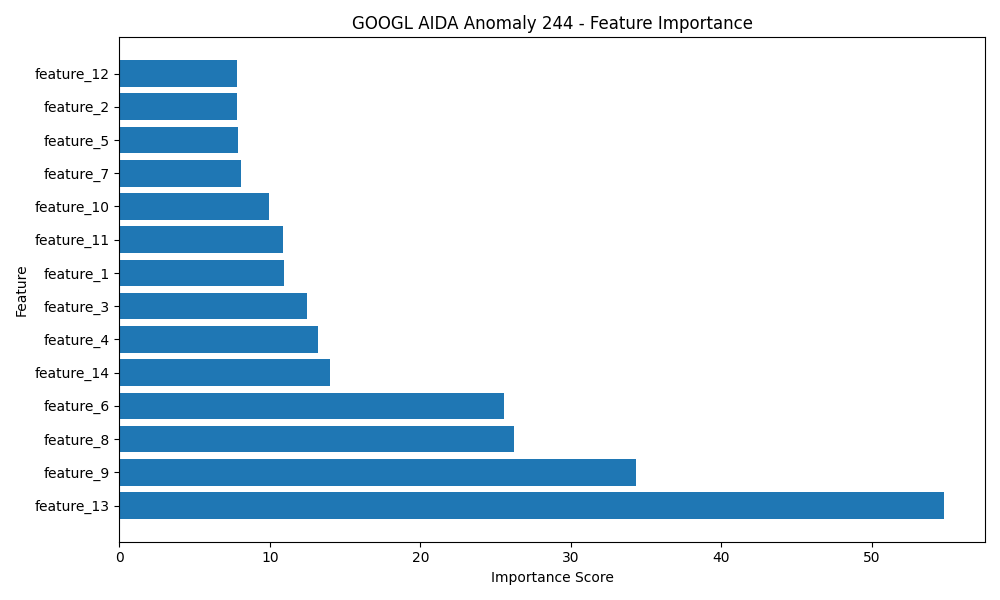 GOOGL AIDA Anomaly 244 - Feature Importance
feature_12
feature_2
feature_5
feature_7
feature_10
feature_11
feature_1
feature_3
feature_4
feature_14
feature_6
feature_8
feature_9
feature_13
Feature
0 10 20 30 40 50
Importance Score